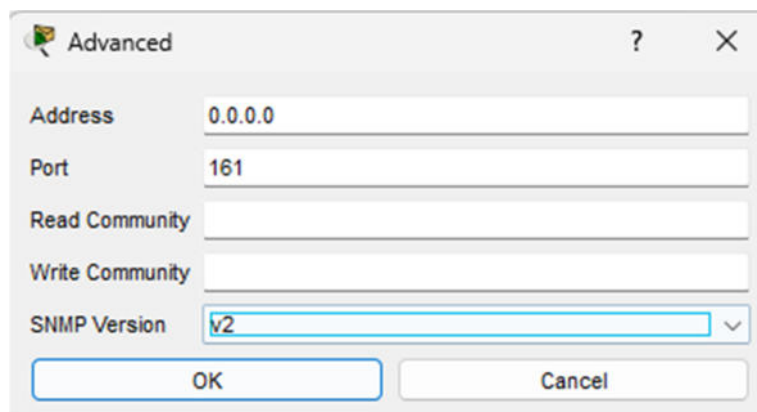 Advanced ?
Address 0.0.0.0
Port 161
Read Community
Write Community
SNMP Version v2
OK Cancel